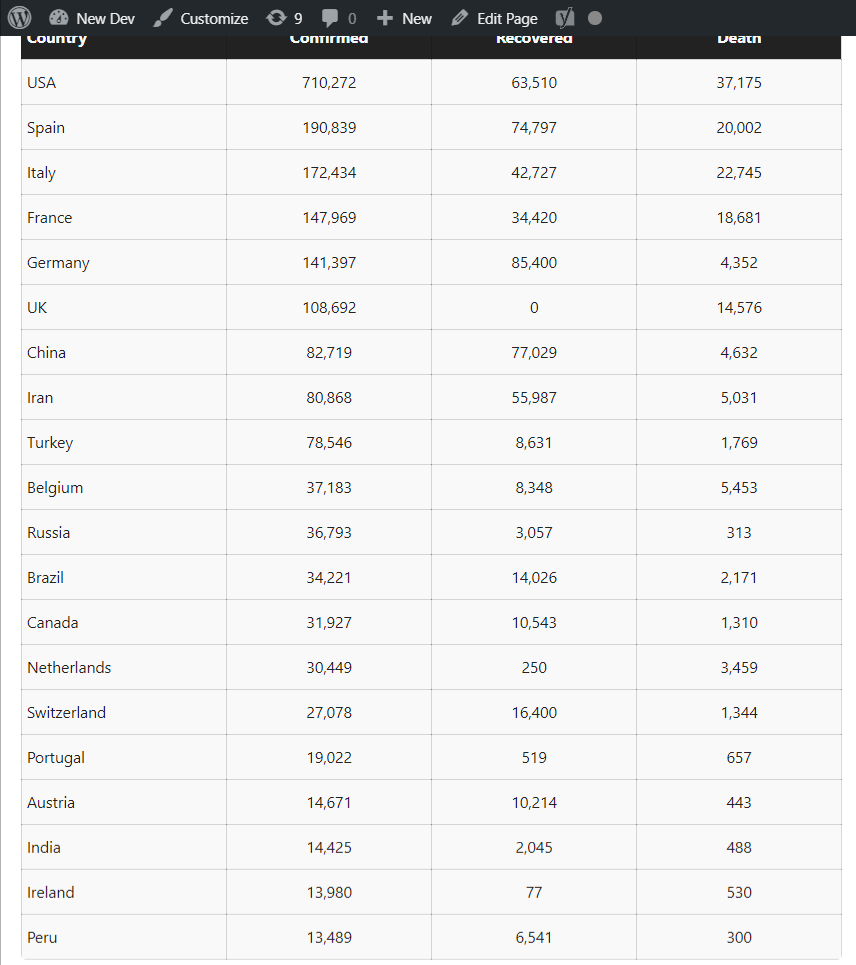 New Dev Customize 9 0 New Edit Page
Country Confirmed Recovered Death
USA 710,272 63,510 37,175
Spain 190,839 74,797 20,002
Italy 172,434 42,727 22,745
France 147,969 34,420 18,681
Germany 141,397 85,400 4,352
UK 108,692 0 14,576
China 82,719 77,029 4,632
Iran 80,868 55,987 5,031
Turkey 78,546 8,631 1,769
Belgium 37,183 8,348 5,453
Russia 36,793 3,057 313
Brazil 34,221 14,026 2,171
Canada 31,927 10,543 1,310
Netherlands 30,449 250 3,459
Switzerland 27,078 16,400 1,344
Portugal 19,022 519 657
Austria 14,671 10,214 443
India 14,425 2,045 488
Ireland 13,980 77 530
Peru 13,489 6,541 300